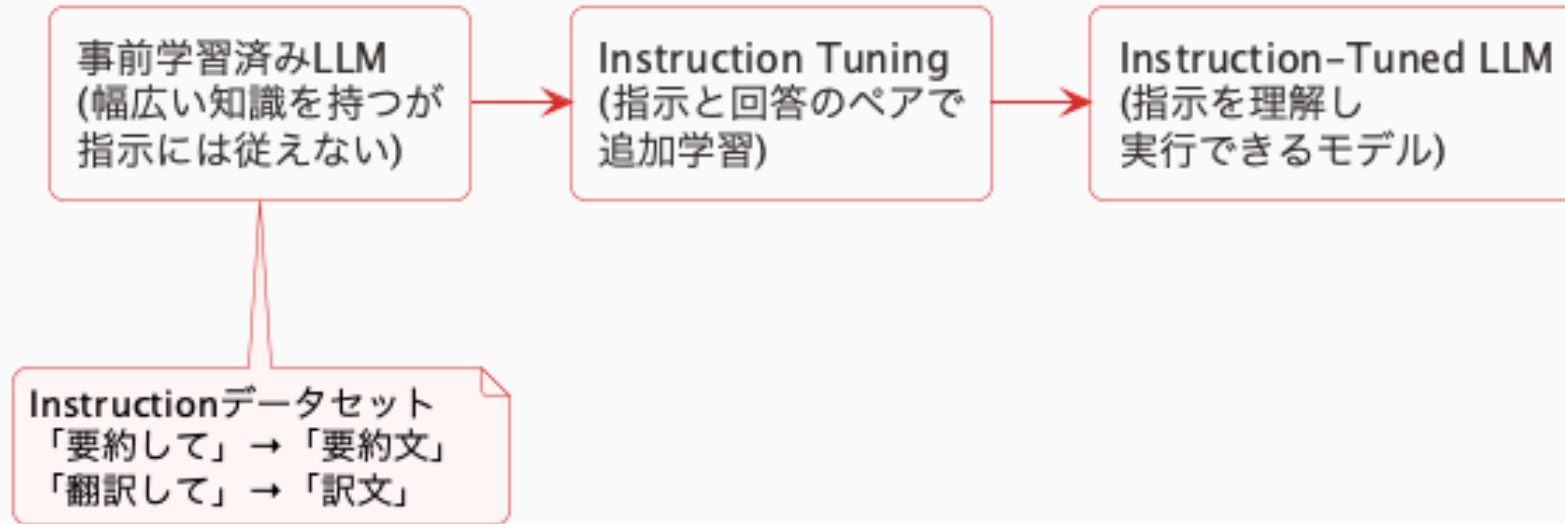 事前学習済みLLM
(幅広い知識を持つが
指示には従えない)
Instruction Tuning
(指示と回答のペアで
追加学習)
Instruction-Tuned LLM
(指示を理解し
実行できるモデル)
Instructionデータセット
「要約して」→「要約文」
「翻訳して」→「訳文」